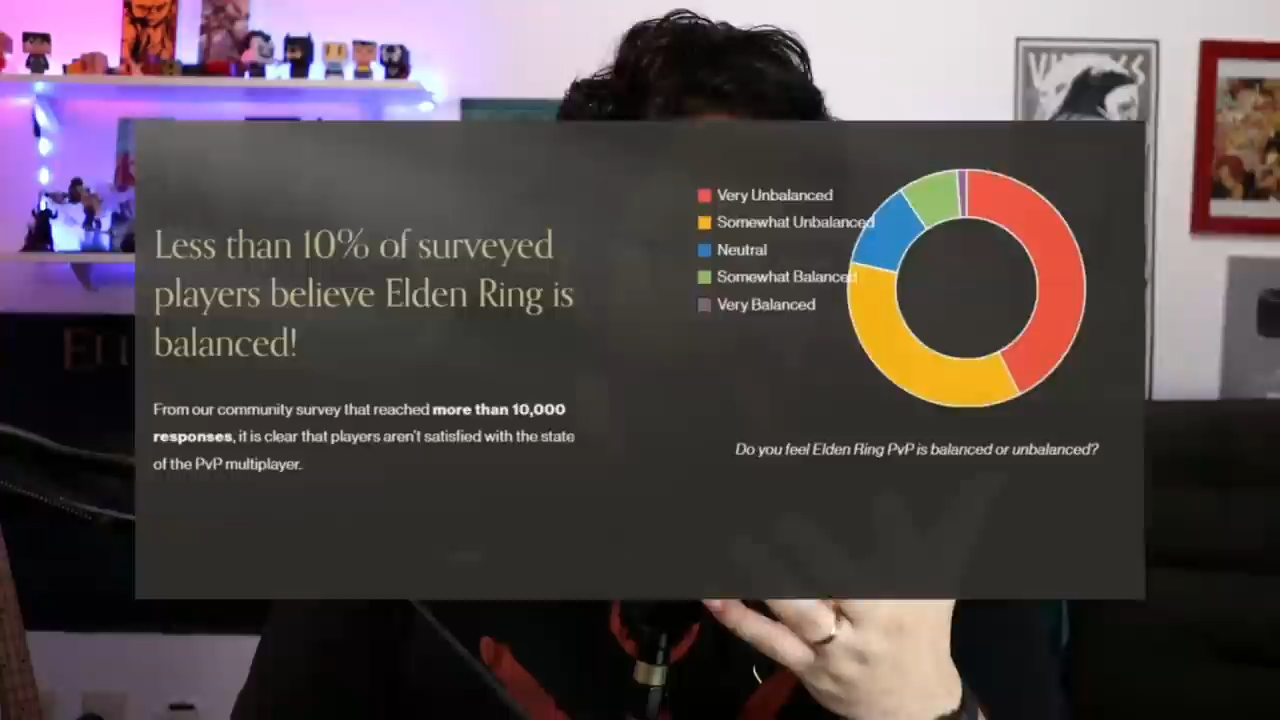 Less than 10% of surveyed
players believe Elden Ring is
balanced!
From our community survey that reached more than 10,000
responses, it is clear that players aren't satisfied with the state
of the PvP multiplayer.
Very Unbalanced
Somewhat Unbalanced
Neutral
Somewhat Balanced
Very Balanced
Do you feel Elden Ring PvP is balanced or unbalanced?